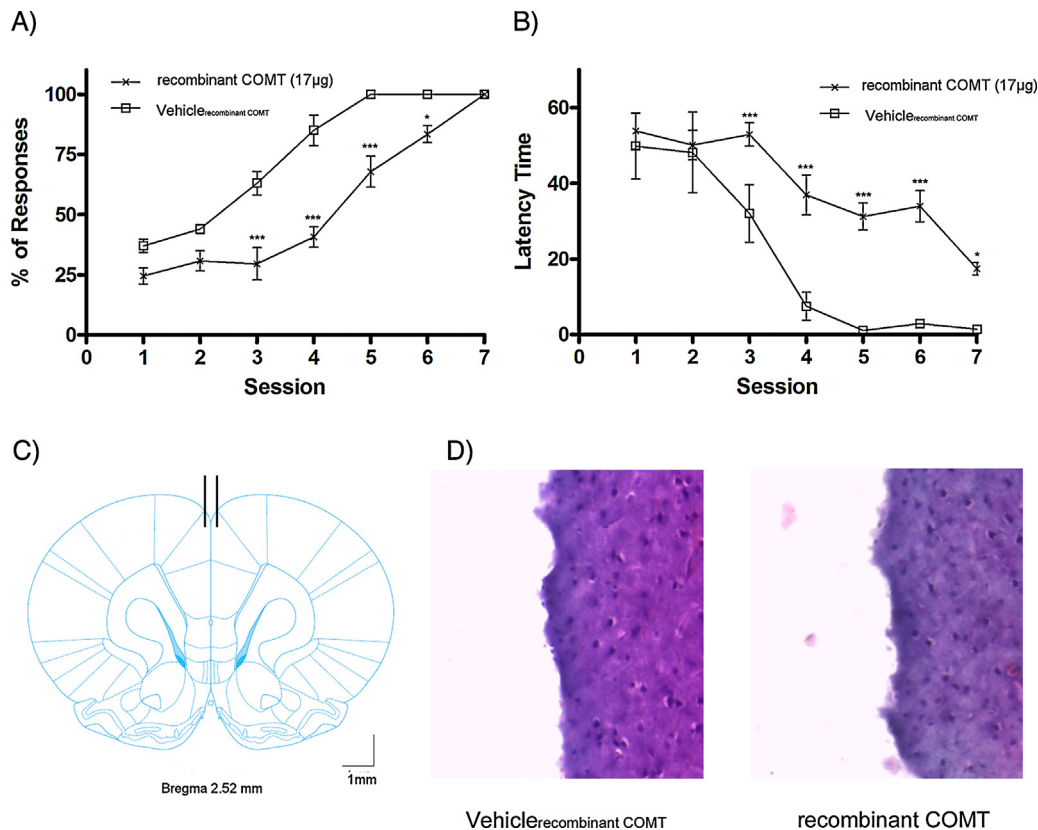 A)
recombinant COMT (17µg)
Vehiclerecombinant COMT
% of Responses
100
75
50
25
0
***
***
***
*
0 1 2 3 4 5 6 7
Session
B)
recombinant COMT (17µg)
Vehiclerecombinant COMT
Latency Time
60
40
20
0
***
***
***
***
*
0 1 2 3 4 5 6 7
Session
C)
1mm
Bregma 2.52 mm
D)
Vehiclerecombinant COMT
recombinant COMT